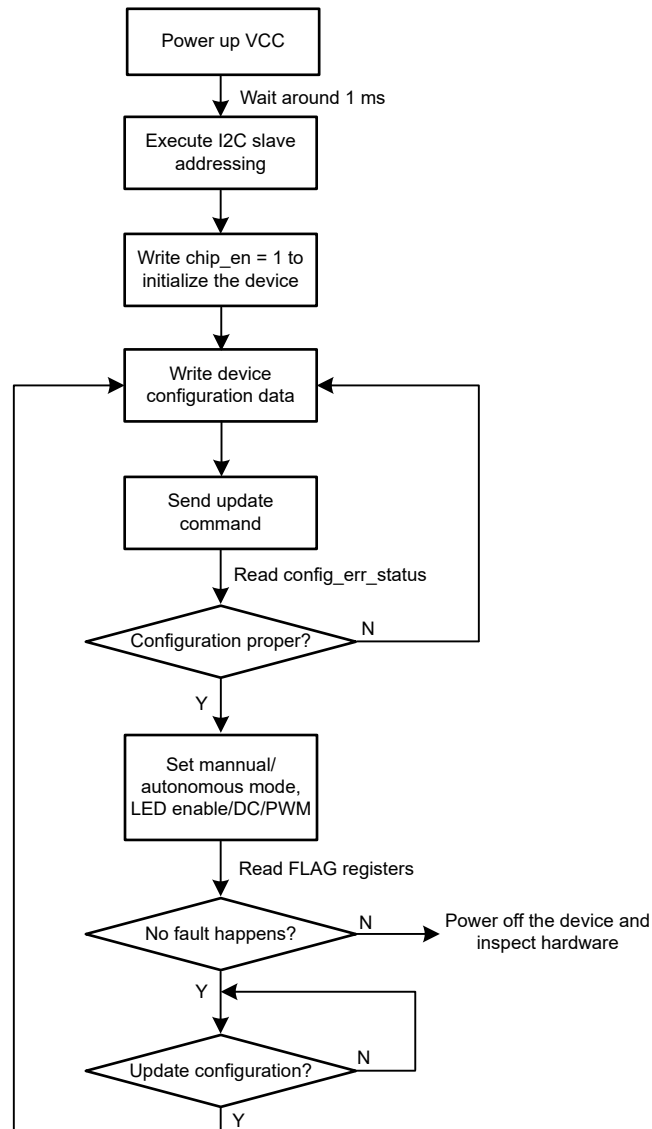 Power up VCC
Wait around 1 ms
Execute I2C slave
addressing
Write chip_en = 1 to
initialize the device
Write device
configuration data
Send update
command
Read config_err_status
Configuration proper?
N
Y
Set mannual/
autonomous mode,
LED enable/DC/PWM
Read FLAG registers
No fault happens?
N
Power off the device and
inspect hardware
Y
Update configuration?
N
Y